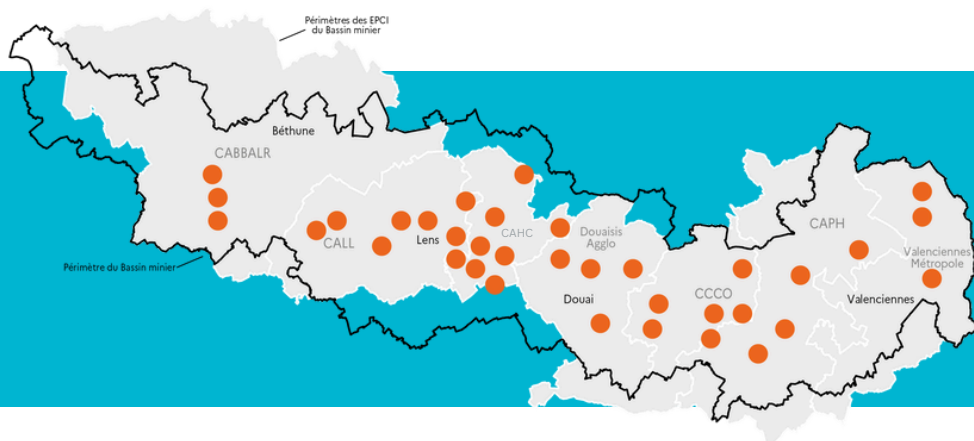 Périmètres des EPCI
du Bassin minier
Béthune
CABBALR
CALL
Lens
CAHC
Douaisis
Agglo
CAPH
Valenciennes
Métropole
Périmètre du Bassin minier
Douai
CCCO
Valenciennes